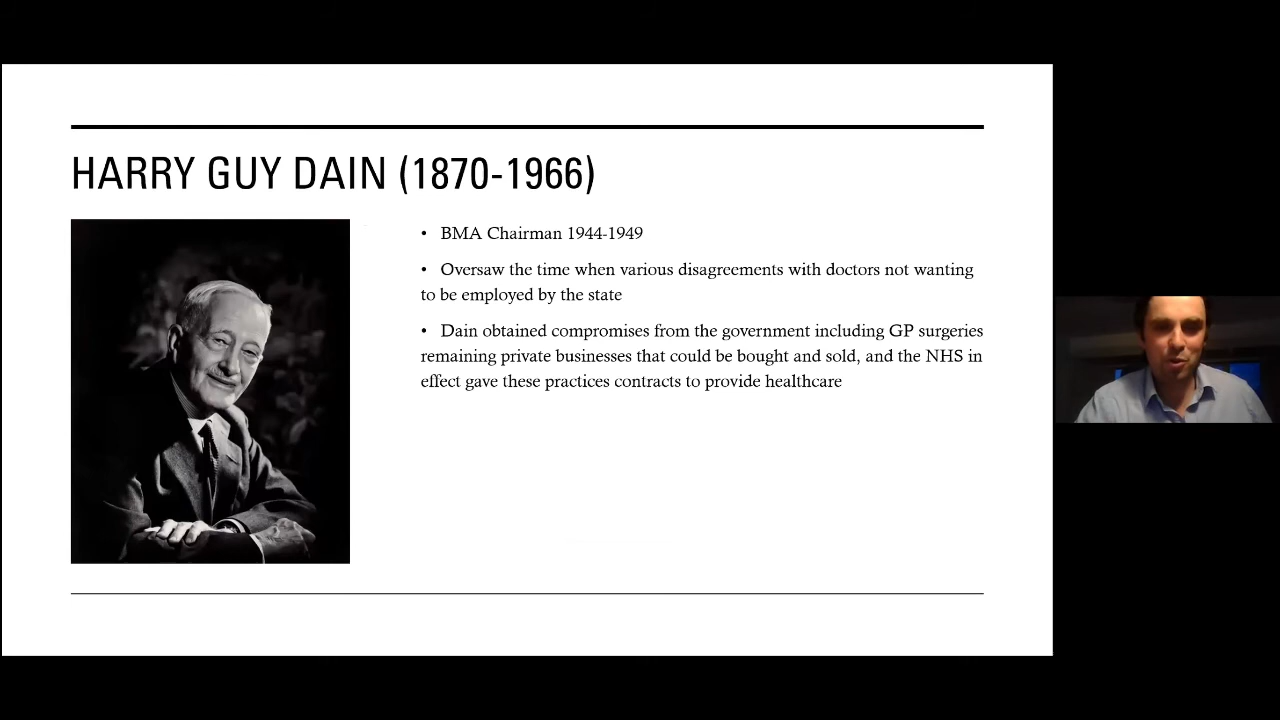 HARRY GUY DAIN (1870-1966)
• BMA Chairman 1944-1949
• Oversaw the time when various disagreements with doctors not wanting
to be employed by the state
• Dain obtained compromises from the government including GP surgeries
remaining private businesses that could be bought and sold, and the NHS in
effect gave these practices contracts to provide healthcare